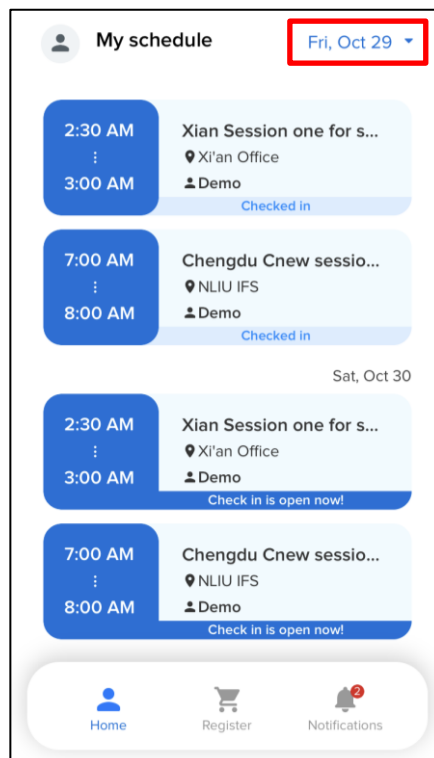 My schedule
Fri, Oct 29
2:30 AM
3:00 AM
Xian Session one for s...
Xi'an Office
Demo
Checked in
7:00 AM
8:00 AM
Chengdu Cnew sessio...
NLIU IFS
Demo
Checked in
Sat, Oct 30
2:30 AM
3:00 AM
Xian Session one for s...
Xi'an Office
Demo
Check in is open now!
7:00 AM
8:00 AM
Chengdu Cnew sessio...
NLIU IFS
Demo
Check in is open now!
2
Home
Register
Notifications